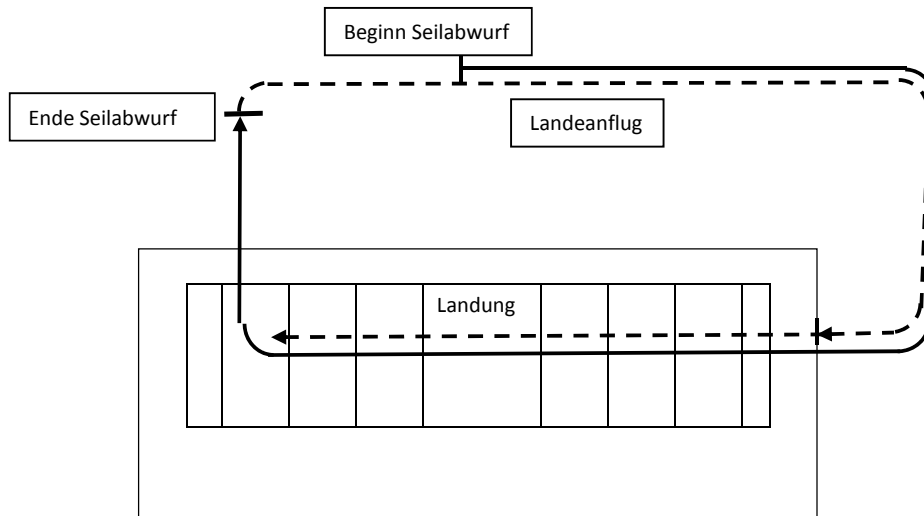 Beginn Seilabwurf
Ende Seilabwurf
Landeanflug
Landung